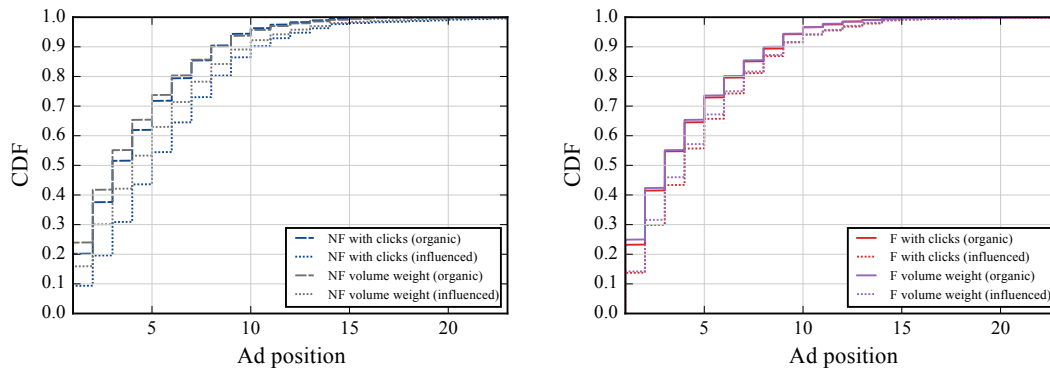 1.0
0.9
0.8
0.7
0.6
0.5
0.4
0.3
0.2
0.1
0.0
CDF
5
10
15
20
Ad position
NF with clicks (organic)
NF with clicks (influenced)
NF volume weight (organic)
NF volume weight (influenced)
1.0
0.9
0.8
0.7
0.6
0.5
0.4
0.3
0.2
0.1
0.0
CDF
5
10
15
20
Ad position
F with clicks (organic)
F with clicks (influenced)
F volume weight (organic)
F volume weight (influenced)